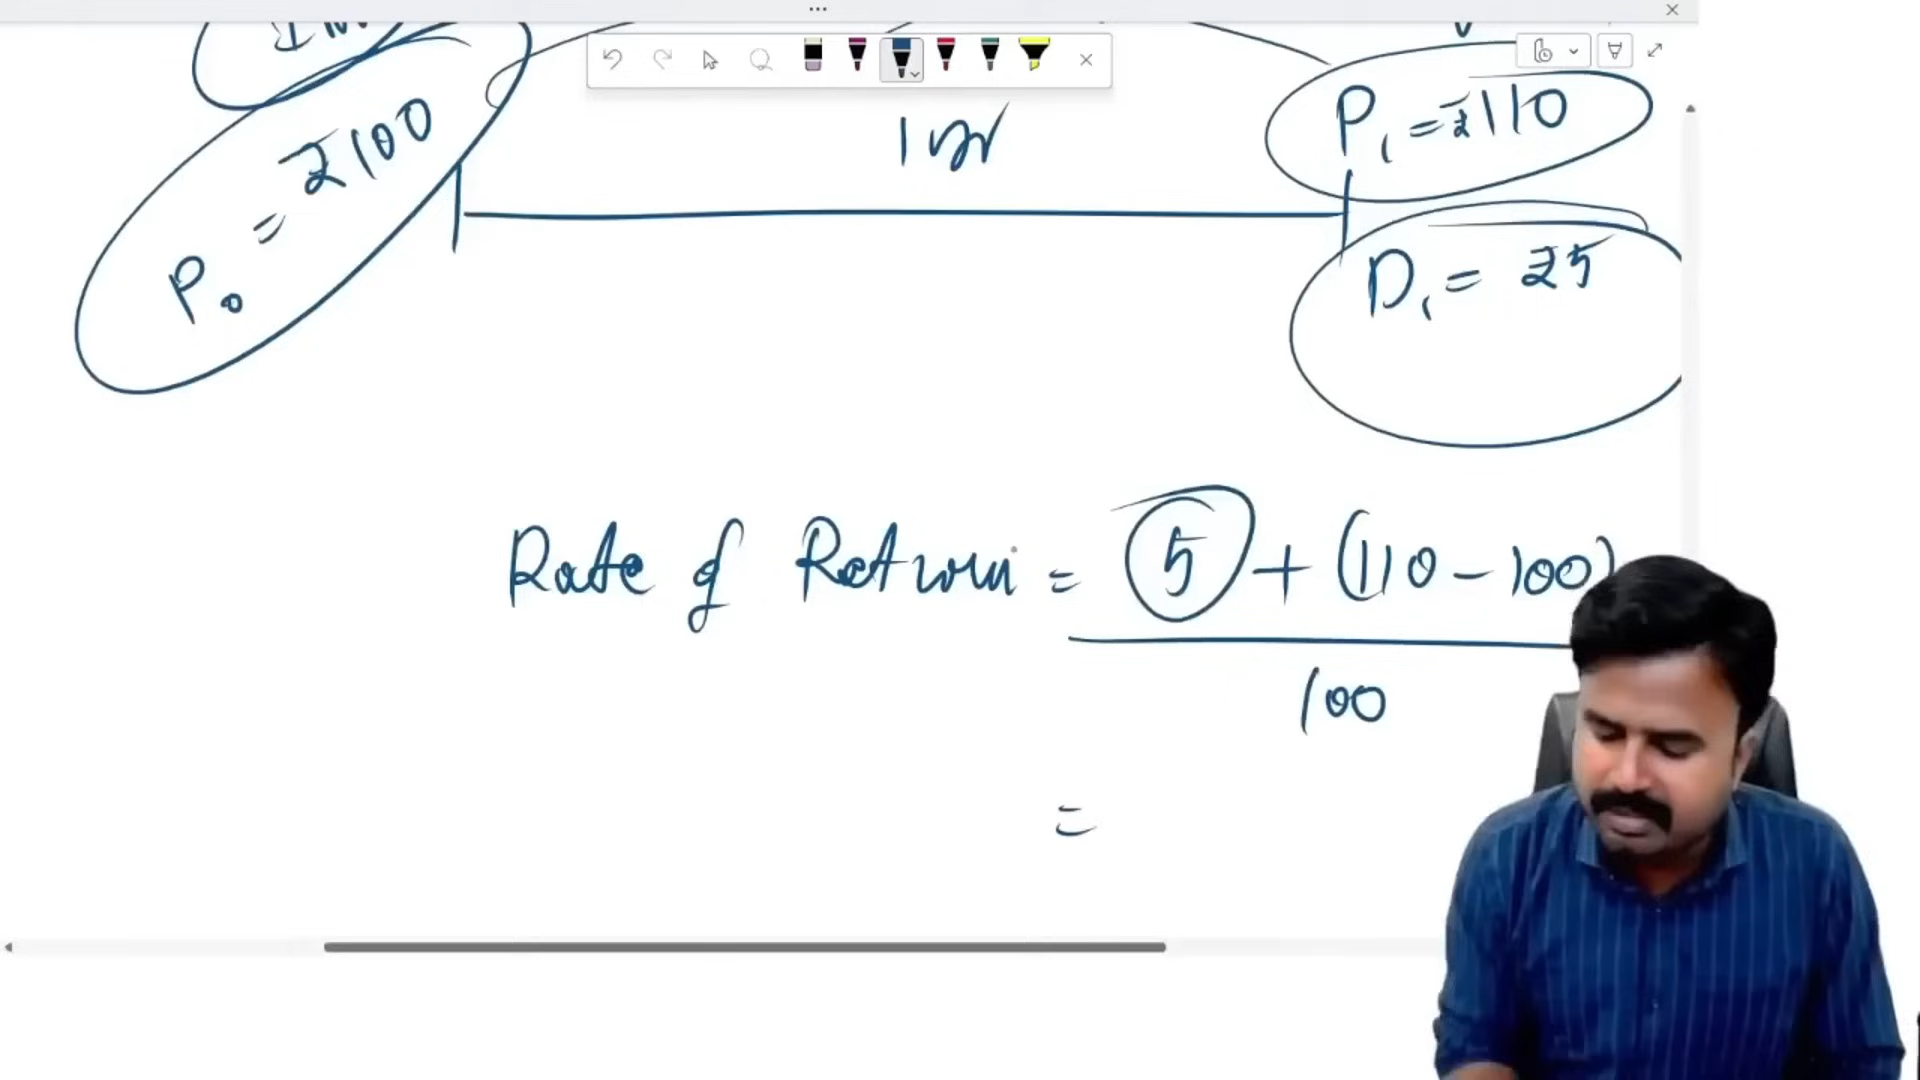 1 yr
P₁ = ₹110
P₀ = ₹100
D₁ = ₹5
Rate of Return = 5 + (110 - 100)
100
=